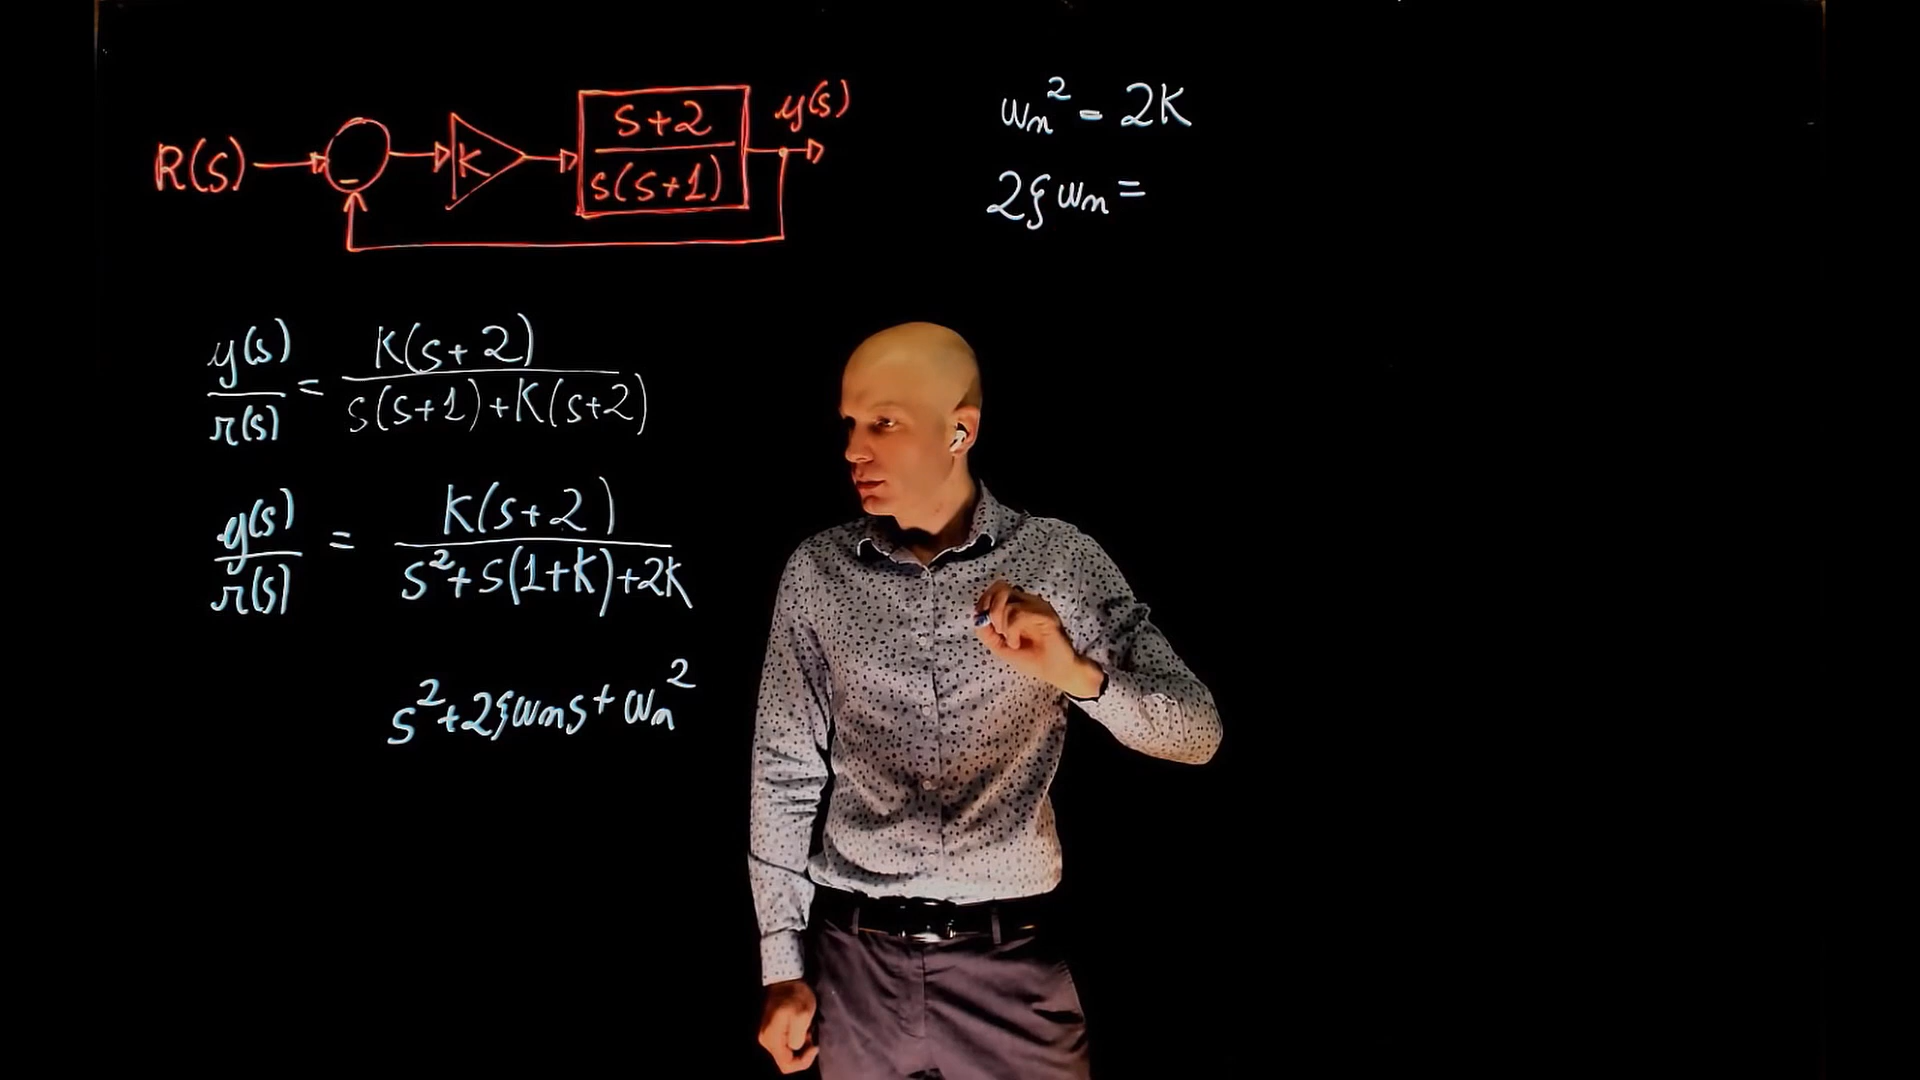 R(s) - K s+2 / s(s+1) y(s)
y(s)/r(s) = K(s+2) / s(s+1)+K(s+2)
y(s)/r(s) = K(s+2) / s²+s(1+K)+2K
s²+2ξωns+ωn²
ωn² = 2K
2ξωn =